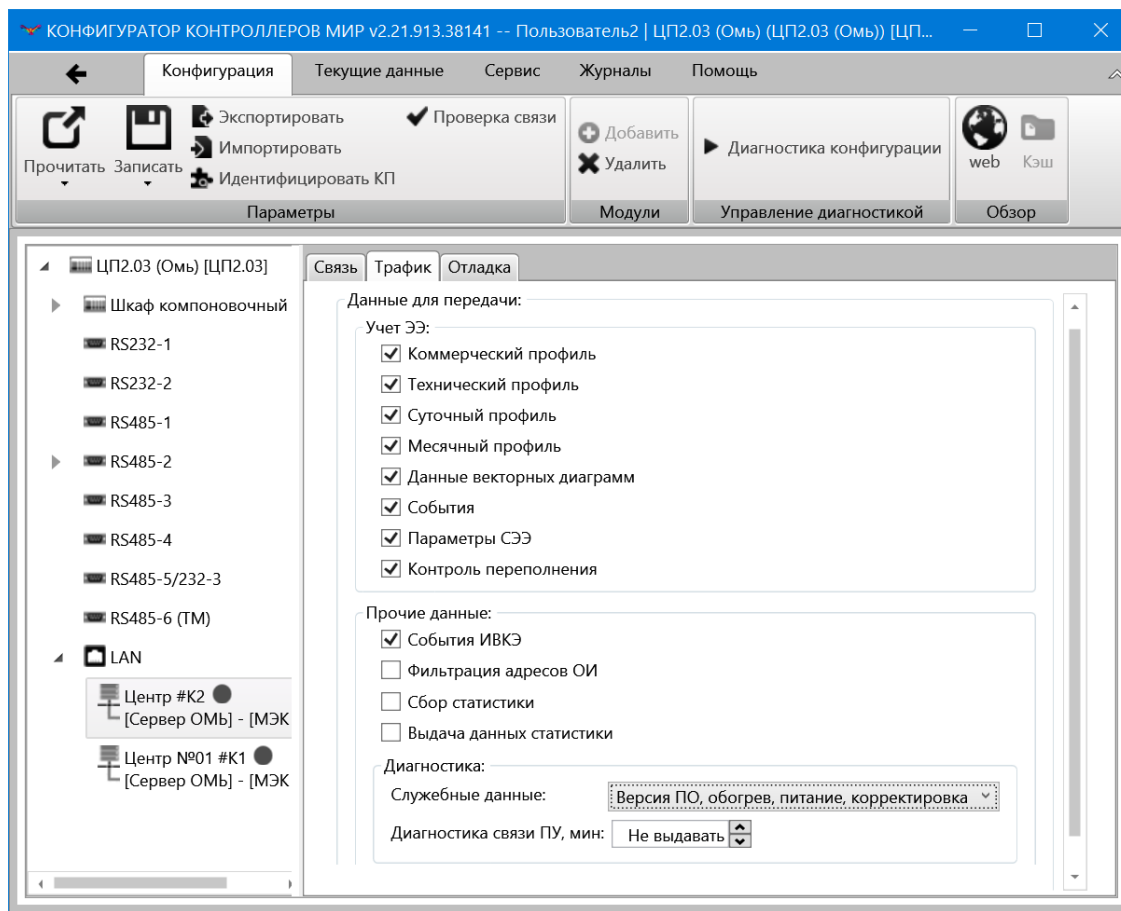 КОНФИГУРАТОР КОНТРОЛЛЕРОВ МИР v2.21.913.38141 -- Пользователь2 | ЦП2.03 (Омь) (ЦП2.03 (Омь)) [ЦП...
Конфигурация Текущие данные Сервис Журналы Помощь
Прочитать
Записать
Экспортировать
Импортировать
Идентифицировать КП
Проверка связи
Параметры
Добавить
Удалить
Модули
Диагностика конфигурации
Управление диагностикой
web
Кэш
Обзор
ЦП2.03 (Омь) [ЦП2.03]
Шкаф компоновочный
RS232-1
RS232-2
RS485-1
RS485-2
RS485-3
RS485-4
RS485-5/232-3
RS485-6 (ТМ)
LAN
Центр #К2
[Сервер ОМЬ] - [МЭК
Центр №01 #К1
[Сервер ОМЬ] - [МЭК
Связь Трафик Отладка
Данные для передачи:
Учет ЭЭ:
Коммерческий профиль
Технический профиль
Суточный профиль
Месячный профиль
Данные векторных диаграмм
События
Параметры СЭЭ
Контроль переполнения
Прочие данные:
События ИВКЭ
Фильтрация адресов ОИ
Сбор статистики
Выдача данных статистики
Диагностика:
Служебные данные: Версия ПО, обогрев, питание, корректировка
Диагностика связи ПУ, мин: Не выдавать